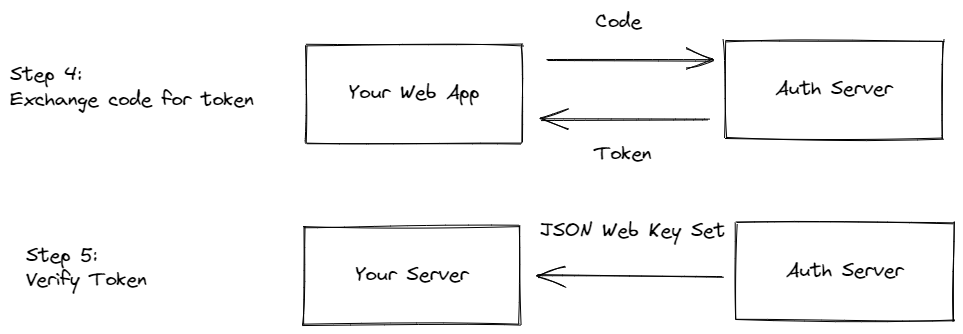 Code
Step 4:
Exchange code for token
Your Web App
Auth Server
Token
JSON Web Key Set
Step 5:
Verify Token
Your Server
Auth Server